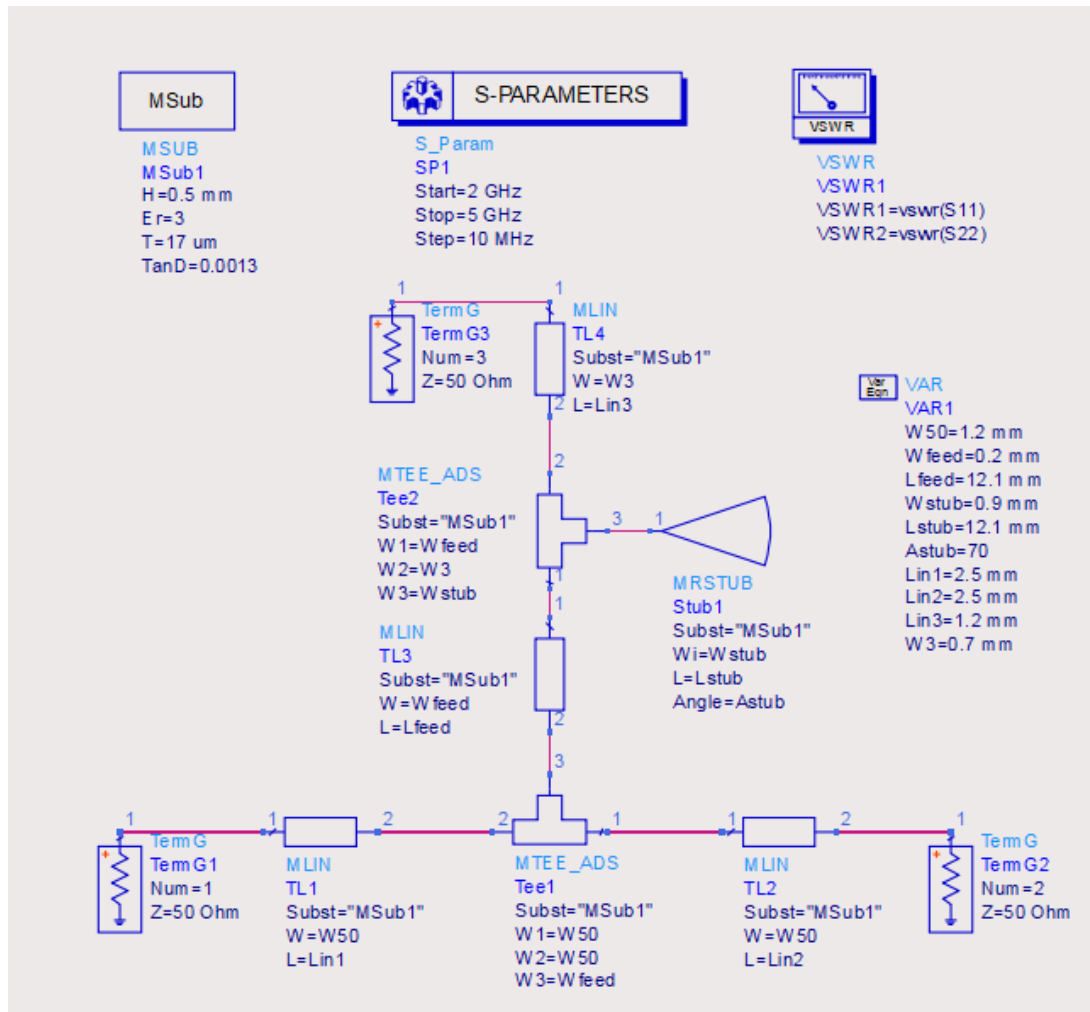 MSub
MSUB
MSub1
H=0.5 mm
Er=3
T=17 um
TanD=0.0013
S-PARAMETERS
S_Param
SP1
Start=2 GHz
Stop=5 GHz
Step=10 MHz
VSWR
VSWR
VSWR1
VSWR1=vswr(S11)
VSWR2=vswr(S22)
1
1
+
TermG
TermG3
Num=3
Z=50 Ohm
MLIN
TL4
Subst="MSub1"
W=W3
L=Lin3
2
2
MTEE_ADS
Tee2
Subst="MSub1"
W1=Wfeed
W2=W3
W3=Wstub
3
1
1
1
MRSTUB
Stub1
Subst="MSub1"
Wi=Wstub
L=Lstub
Angle=Astub
Var
Eqn
VAR
VAR1
W50=1.2 mm
Wfeed=0.2 mm
Lfeed=12.1 mm
Wstub=0.9 mm
Lstub=12.1 mm
Astub=70
Lin1=2.5 mm
Lin2=2.5 mm
Lin3=1.2 mm
W3=0.7 mm
MLIN
TL3
Subst="MSub1"
W=Wfeed
L=Lfeed
2
3
1
1
2
2
1
1
2
1
+
TermG
TermG1
Num=1
Z=50 Ohm
MLIN
TL1
Subst="MSub1"
W=W50
L=Lin1
MTEE_ADS
Tee1
Subst="MSub1"
W1=W50
W2=W50
W3=Wfeed
MLIN
TL2
Subst="MSub1"
W=W50
L=Lin2
+
TermG
TermG2
Num=2
Z=50 Ohm